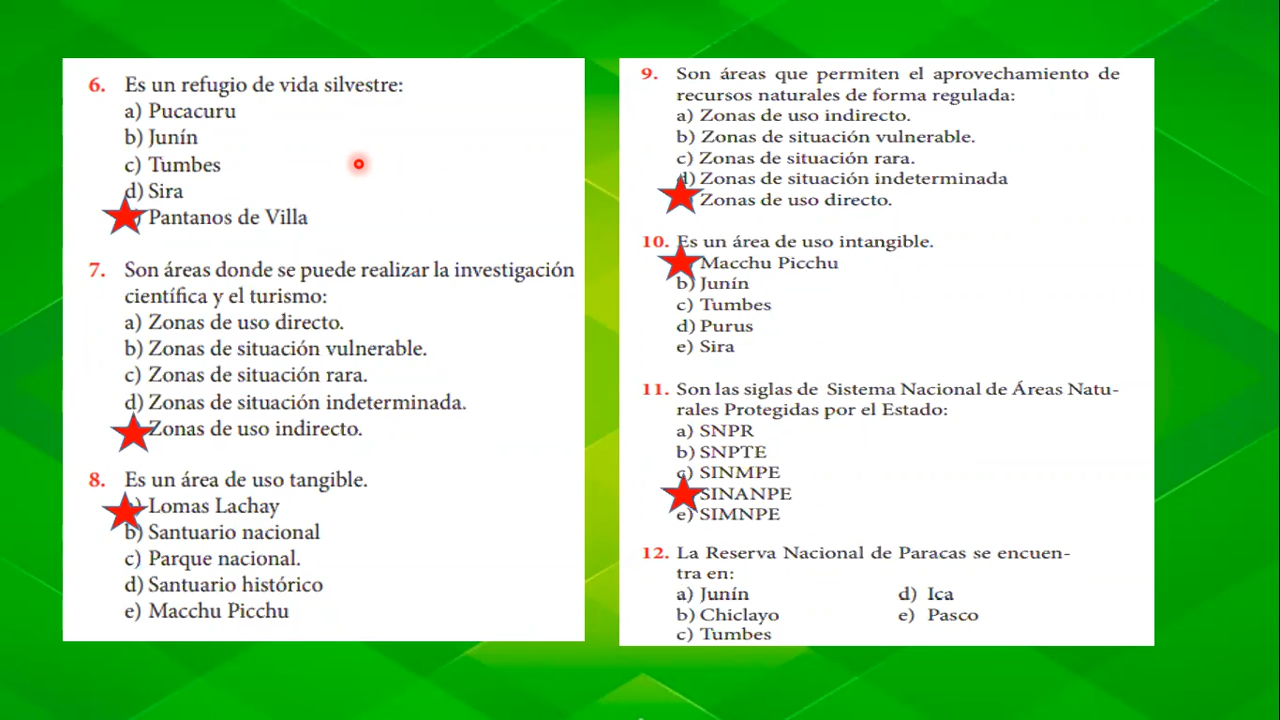 6. Es un refugio de vida silvestre:
a) Pucacuru
b) Junín
c) Tumbes
d) Sira
Pantanos de Villa
7. Son áreas donde se puede realizar la investigación
científica y el turismo:
a) Zonas de uso directo.
b) Zonas de situación vulnerable.
c) Zonas de situación rara.
d) Zonas de situación indeterminada.
Zonas de uso indirecto.
8. Es un área de uso tangible.
Lomas Lachay
b) Santuario nacional
c) Parque nacional.
d) Santuario histórico
e) Macchu Picchu
9. Son áreas que permiten el aprovechamiento de
recursos naturales de forma regulada:
a) Zonas de uso indirecto.
b) Zonas de situación vulnerable.
c) Zonas de situación rara.
d) Zonas de situación indeterminada
Zonas de uso directo.
10. Es un área de uso intangible.
Macchu Picchu
b) Junín
c) Tumbes
d) Purus
e) Sira
11. Son las siglas de Sistema Nacional de Áreas Natu-
rales Protegidas por el Estado:
a) SNPR
b) SNPTE
c) SINMPE
SINANPE
e) SIMNPE
12. La Reserva Nacional de Paracas se encuen-
tra en:
a) Junín
b) Chiclayo
c) Tumbes
d) Ica
e) Pasco